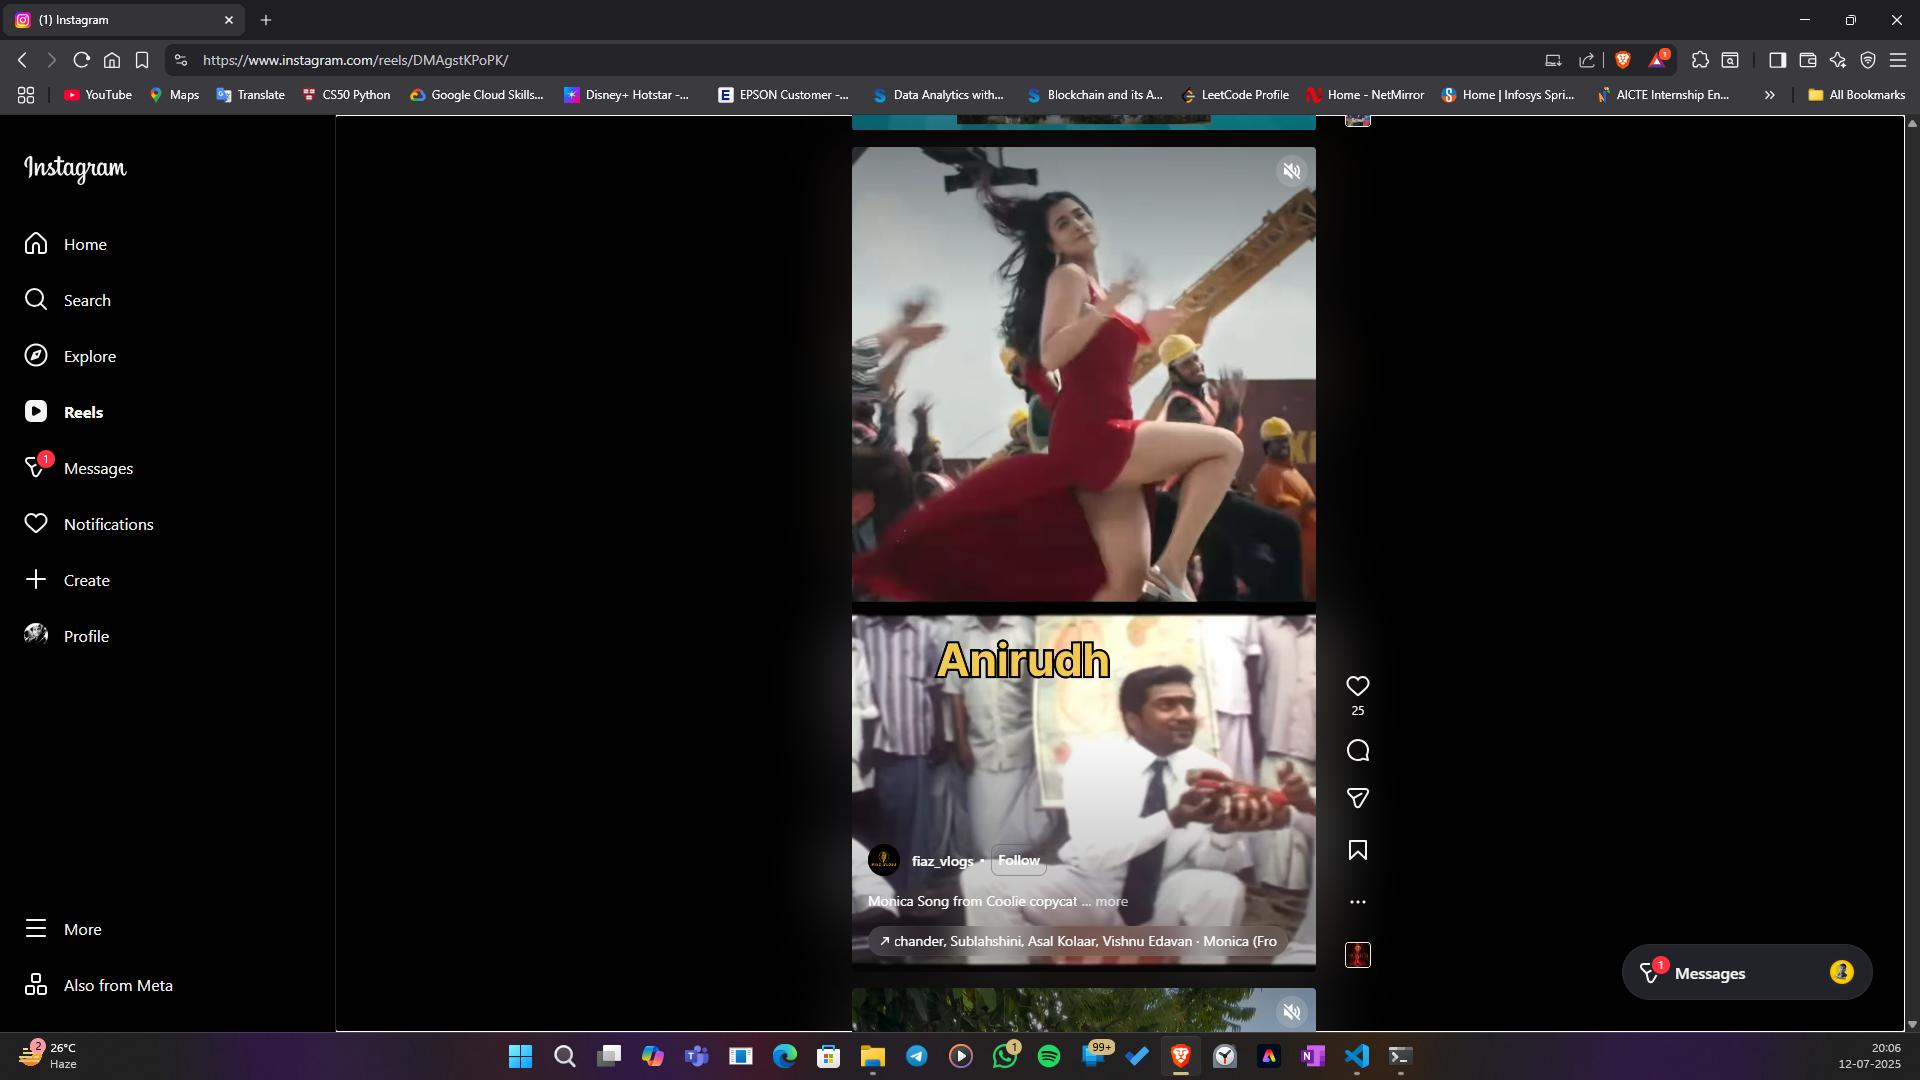 (1) Instagram
https://www.instagram.com/reels/DMAgstKPoPK/
1
YouTube
Maps
Translate
CS50 Python
Google Cloud Skills...
Disney+ Hotstar -...
EPSON Customer -...
Data Analytics with...
Blockchain and its A...
LeetCode Profile
Home - NetMirror
Home | Infosys Spri...
AICTE Internship En...
All Bookmarks
Instagram
Home
Search
Explore
Reels
1
Messages
Notifications
Create
Profile
More
Also from Meta
Anirudh
fiaz_vlogs • Follow
Monica Song from Coolie copycat ... more
chander, Sublahshini, Asal Kolaar, Vishnu Edavan · Monica (Fro
25
1
Messages
2
26°C
Haze
1
99+
20:06
12-07-2025